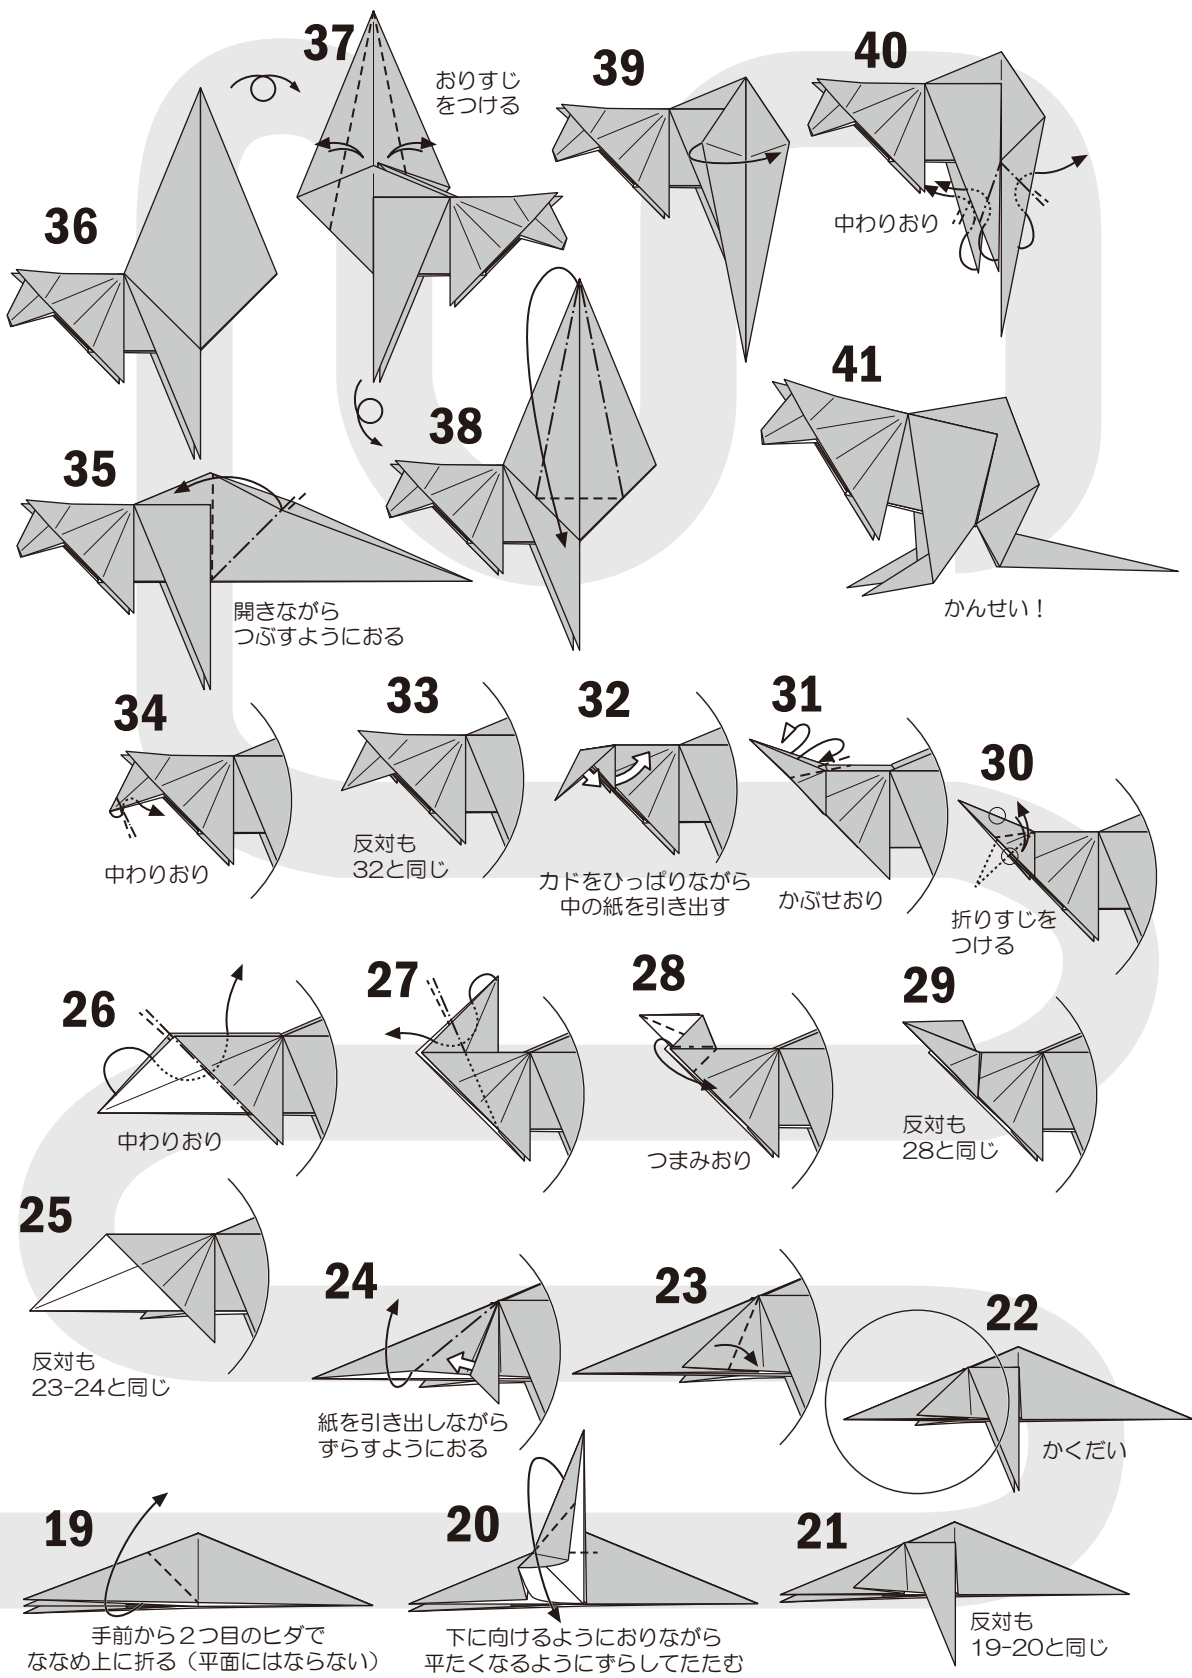 19
手前から2つ目のヒダで
ななめ上に折る（平面にはならない）
20
下に向けるようにおりながら
平たくなるようにずらしてたたむ
21
反対も
19-20と同じ
22
かくだい
23
24
紙を引き出しながら
ずらすようにおる
25
反対も
23-24と同じ
26
中わりおり
27
28
つまみおり
29
反対も
28と同じ
30
折りすじを
つける
31
かぶせおり
32
カドをひっぱりながら
中の紙を引き出す
33
反対も
32と同じ
34
中わりおり
35
開きながら
つぶすようにおる
36
37
おりすじ
をつける
38
39
40
中わりおり
41
かんせい！